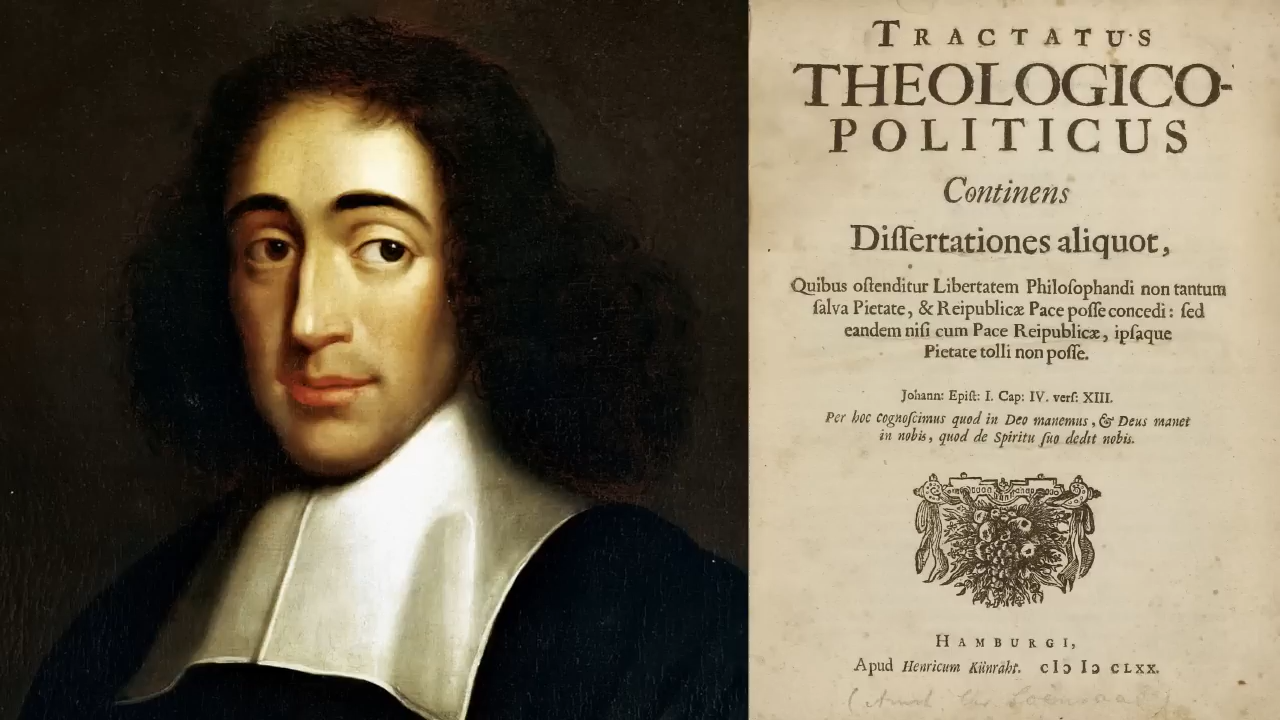 TRACTATUS
THEOLOGICO-
POLITICUS
Continens
Diſſertationes aliquot,
Quibus oſtenditur Libertatem Philoſophandi non tantum
ſalva Pietate, & Reipublicæ Pace poſſe concedi: ſed
eandem niſi cum Pace Reipublicæ, ipſaque
Pietate tolli non poſſe.
Johann: Epiſt: I. Cap: IV. verſ: XIII.
Per hoc cognoſcimus quod in Deo manemus, & Deus manet
in nobis, quod de Spiritu ſuo dedit nobis.
HAMBURGI,
Apud Henricum Künraht. cIↄ Iↄ CLXX.